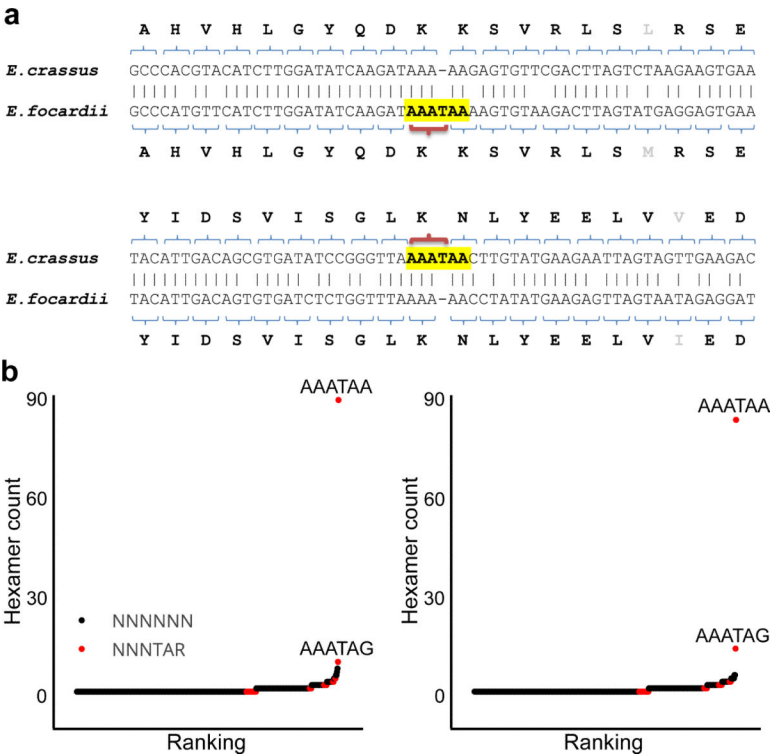 a
A H V H L G Y Q D K K S V R L S L R S E
E.crassus GCCCACGTACATCTTGGATATCAAGATAAA-AAGAGTGTTCGACTTAGTCTAAGAAGTGAA
E.focardii GCCCATGTTCATCTTGGATATCAAGATAAATAAAAGTGTAAGACTTAGTATGAGGAGTGAA
A H V H L G Y Q D K K S V R L S M R S E
Y I D S V I S G L K N L Y E E L V V E D
E.crassus TACATTGACAGCGTGATATCCGGGTTAAAATAACTTGTATGAAGAATTAGTAGTTGAAGAC
E.focardii TACATTGACAGTGTGATCTCTGGTTTAAAA-AACCTATATGAAGAGTTAGTAATAGAGGAT
Y I D S V I S G L K N L Y E E L V I E D
b
Hexamer count
90
60
30
0
AAATAA
NNNNNN
NNNTAR
AAATAG
Ranking
Hexamer count
90
60
30
0
AAATAA
AAATAG
Ranking